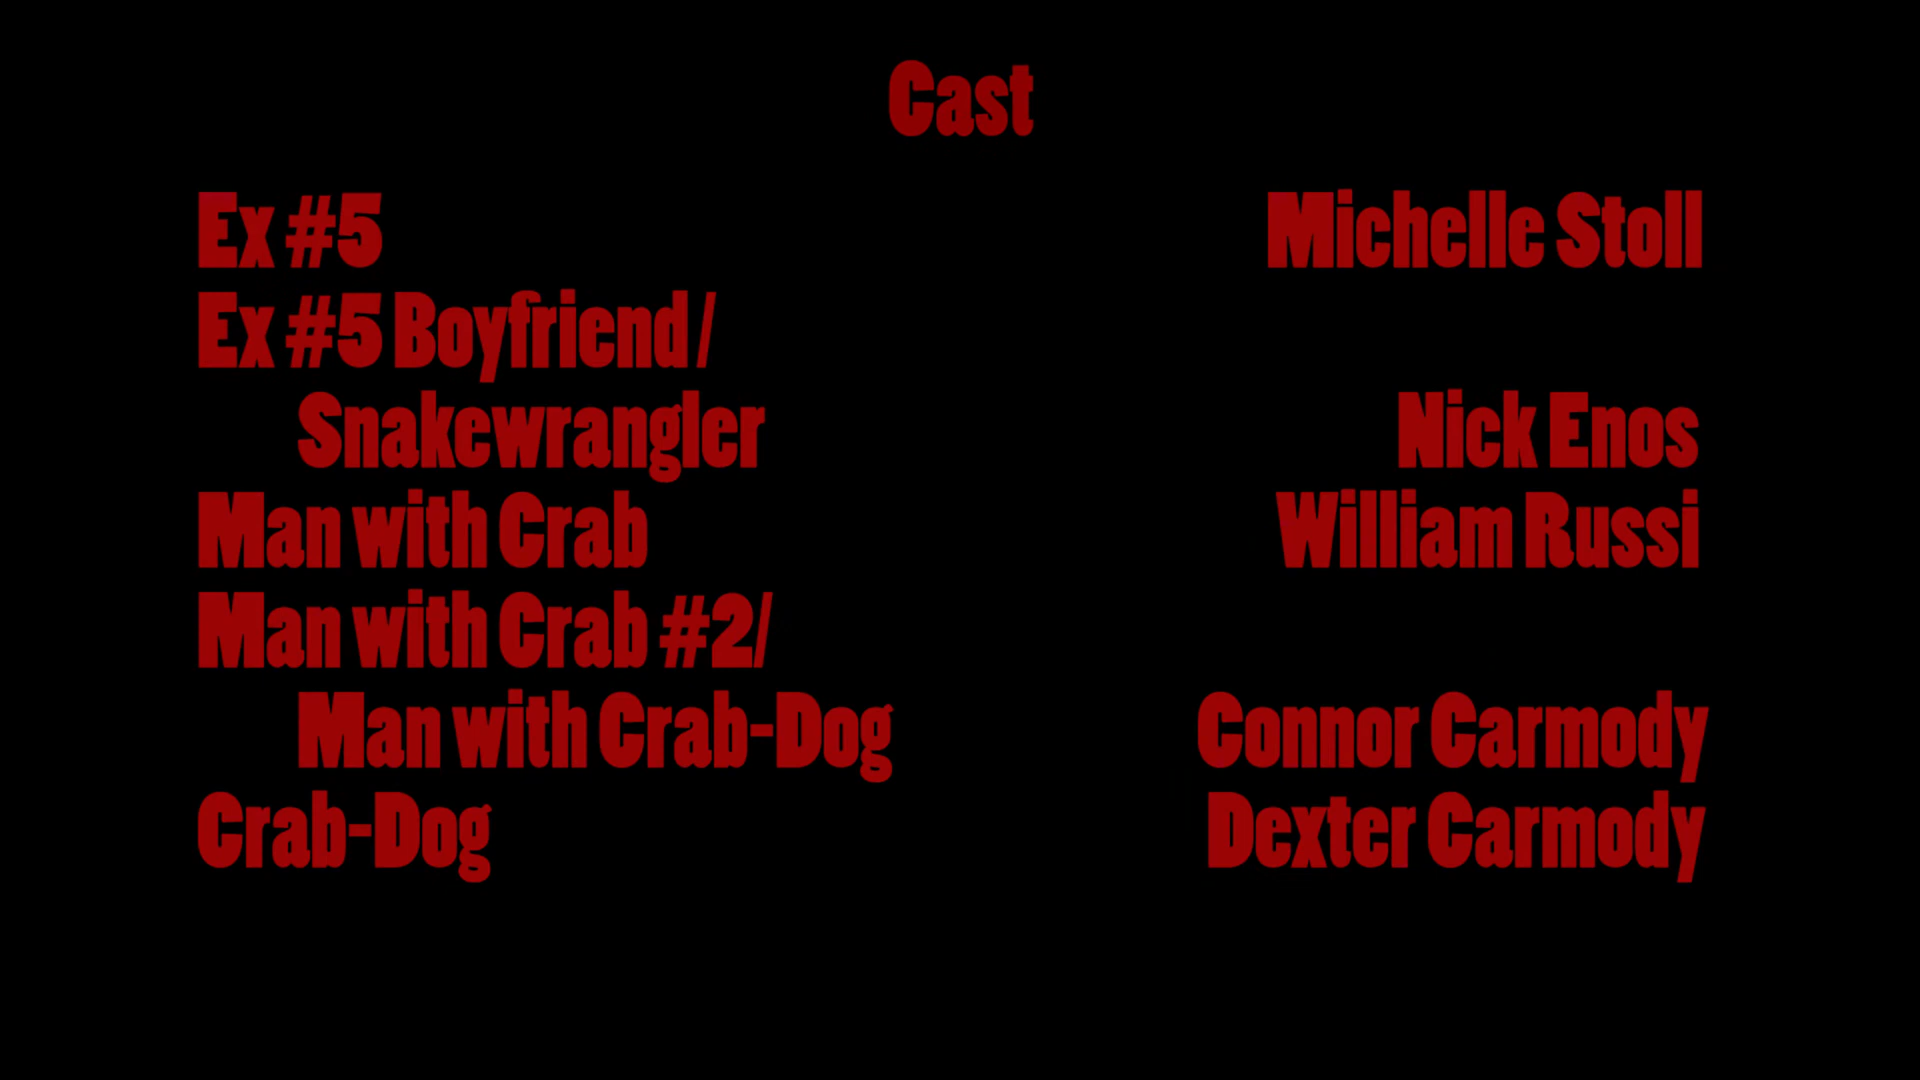 Cast
Ex #5 Michelle Stoll
Ex #5 Boyfriend/
Snakewrangler Nick Enos
Man with Crab William Russi
Man with Crab #2/
Man with Crab-Dog Connor Carmody
Crab-Dog Dexter Carmody